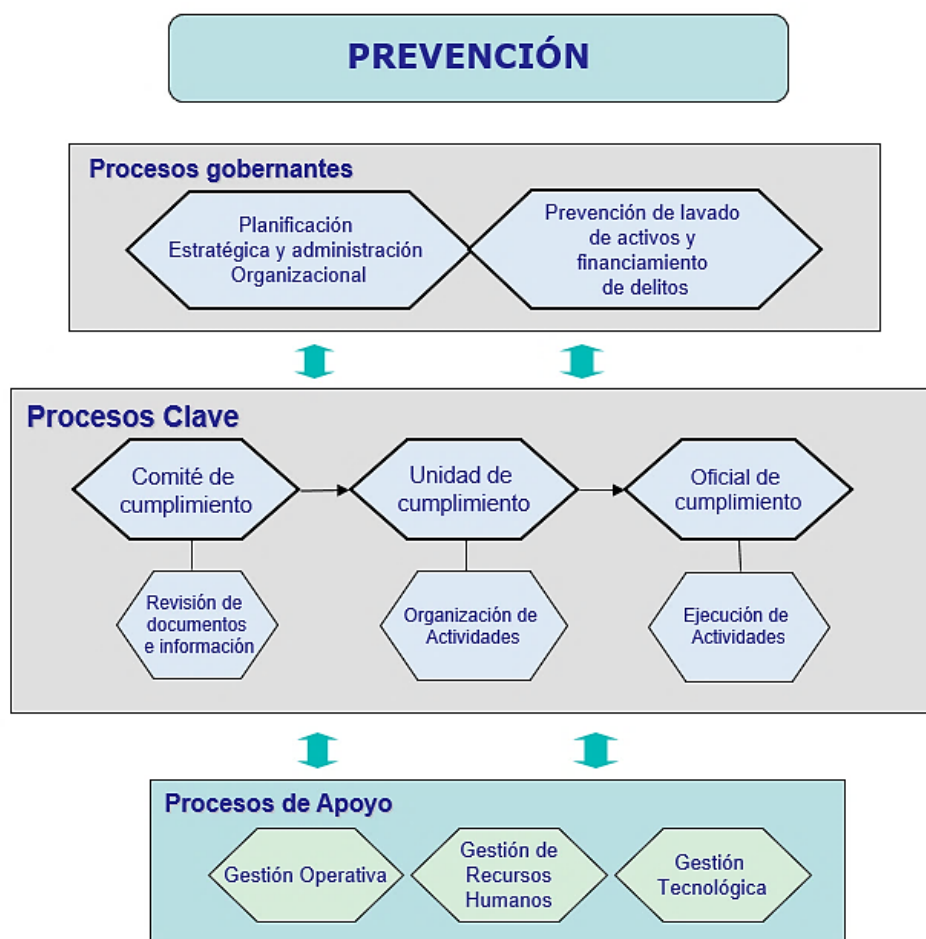 PREVENCIÓN
Procesos gobernantes
Planificación
Estratégica y administración
Organizacional
Prevención de lavado
de activos y
financiamiento
de delitos
Procesos Clave
Comité de
cumplimiento
Unidad de
cumplimiento
Oficial de
cumplimiento
Revisión de
documentos
e información
Organización de
Actividades
Ejecución de
Actividades
Procesos de Apoyo
Gestión Operativa
Gestión de
Recursos
Humanos
Gestión
Tecnológica